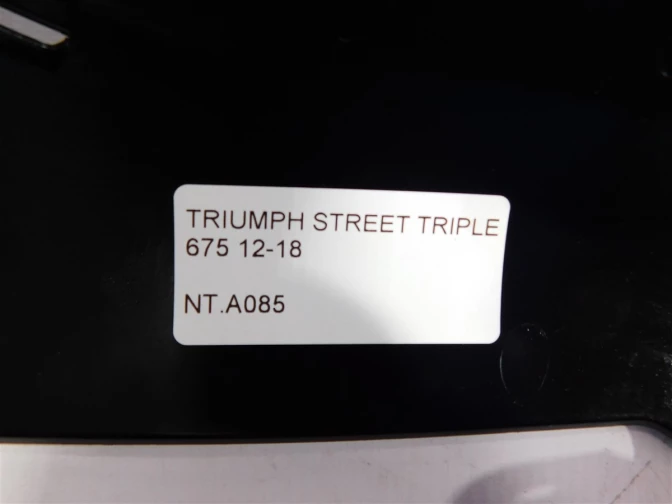 TRIUMPH STREET TRIPLE
675 12-18
NT.A085